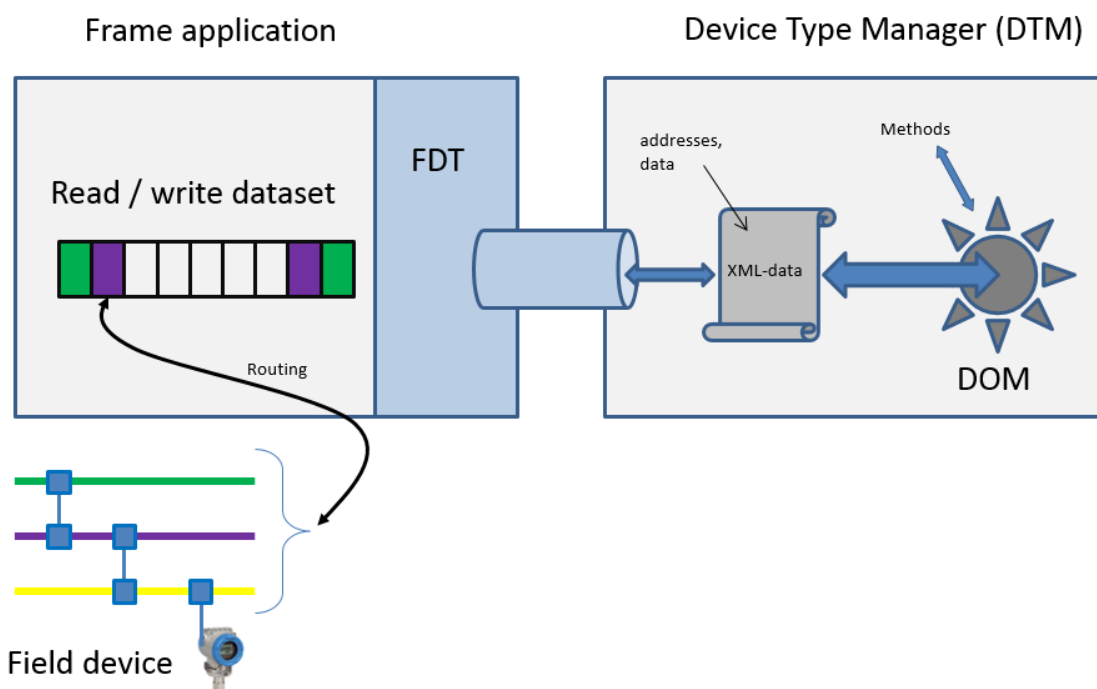 Frame application
Device Type Manager (DTM)
FDT
Read / write dataset
addresses,
data
Methods
XML-data
DOM
Routing
Field device